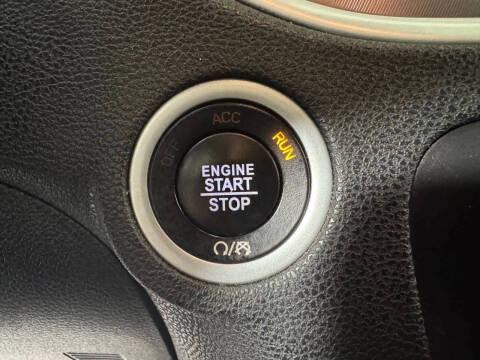 OFF
ACC
RUN
ENGINE
START
STOP
/